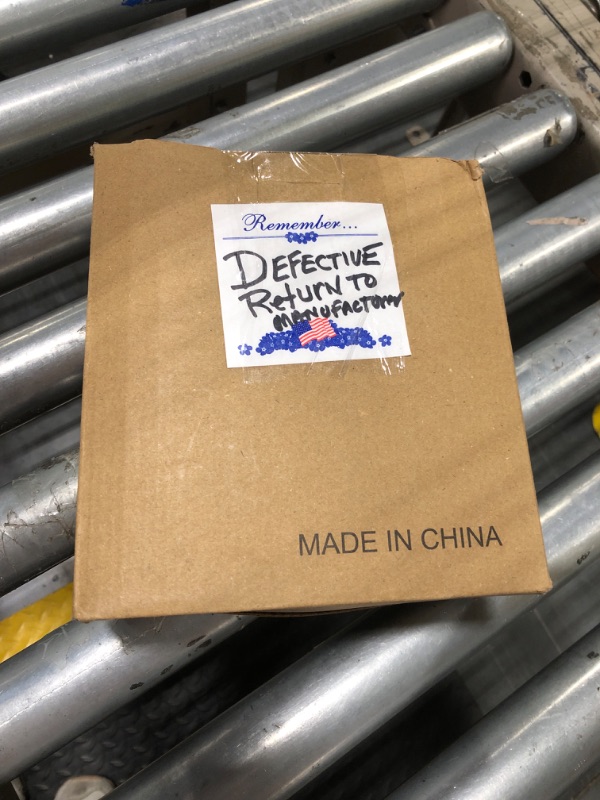 Remember...
DEFECTIVE
Return TO
MANUFACTORY
MADE IN CHINA